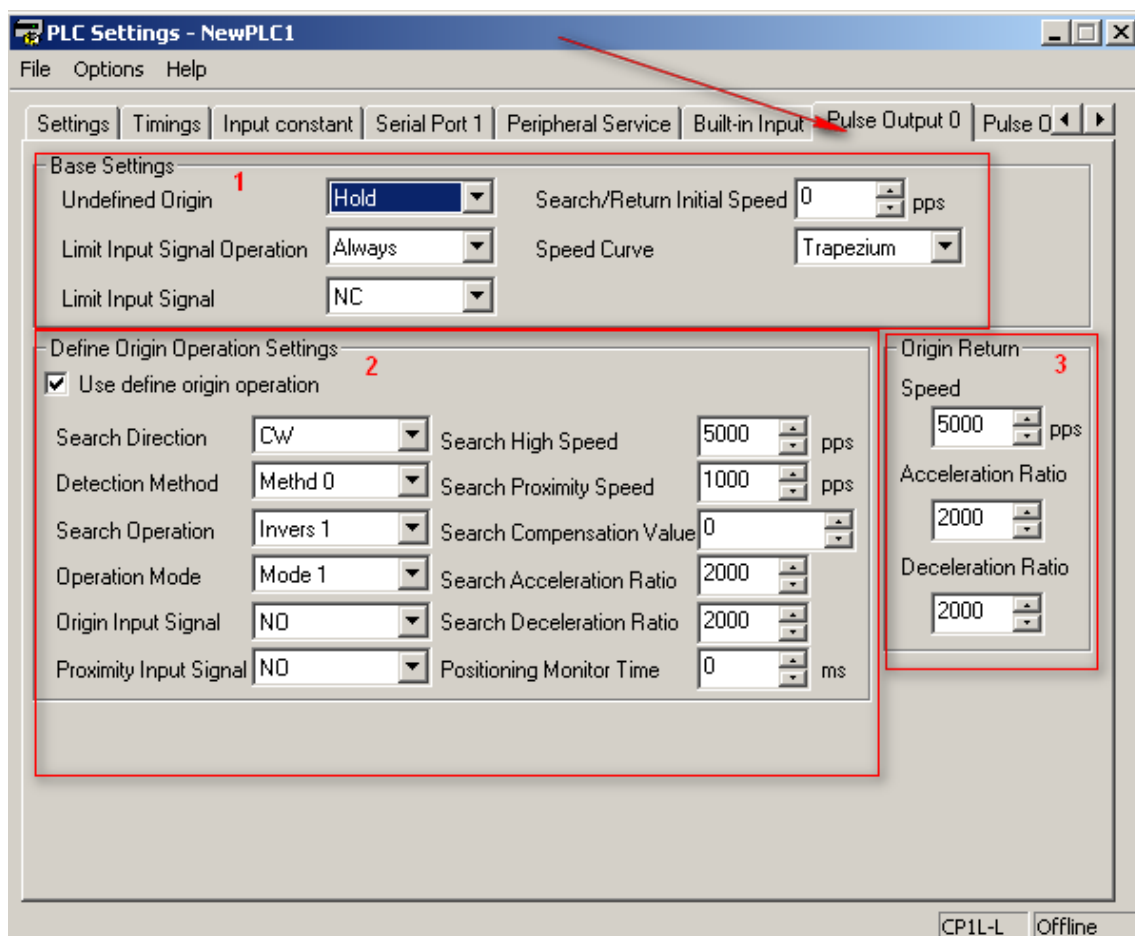 PLC Settings - NewPLC1
File Options Help
Settings Timings Input constant Serial Port 1 Peripheral Service Built-in Input Pulse Output 0 Pulse O
Base Settings
1
Undefined Origin Hold Search/Return Initial Speed 0 pps
Limit Input Signal Operation Always Speed Curve Trapezium
Limit Input Signal NC
Define Origin Operation Settings
2
Use define origin operation
Search Direction CW Search High Speed 5000 pps
Detection Method Methd 0 Search Proximity Speed 1000 pps
Search Operation Invers 1 Search Compensation Value 0
Operation Mode Mode 1 Search Acceleration Ratio 2000
Origin Input Signal NO Search Deceleration Ratio 2000
Proximity Input Signal NO Positioning Monitor Time 0 ms
Origin Return
3
Speed
5000 pps
Acceleration Ratio
2000
Deceleration Ratio
2000
CP1L-L Offline